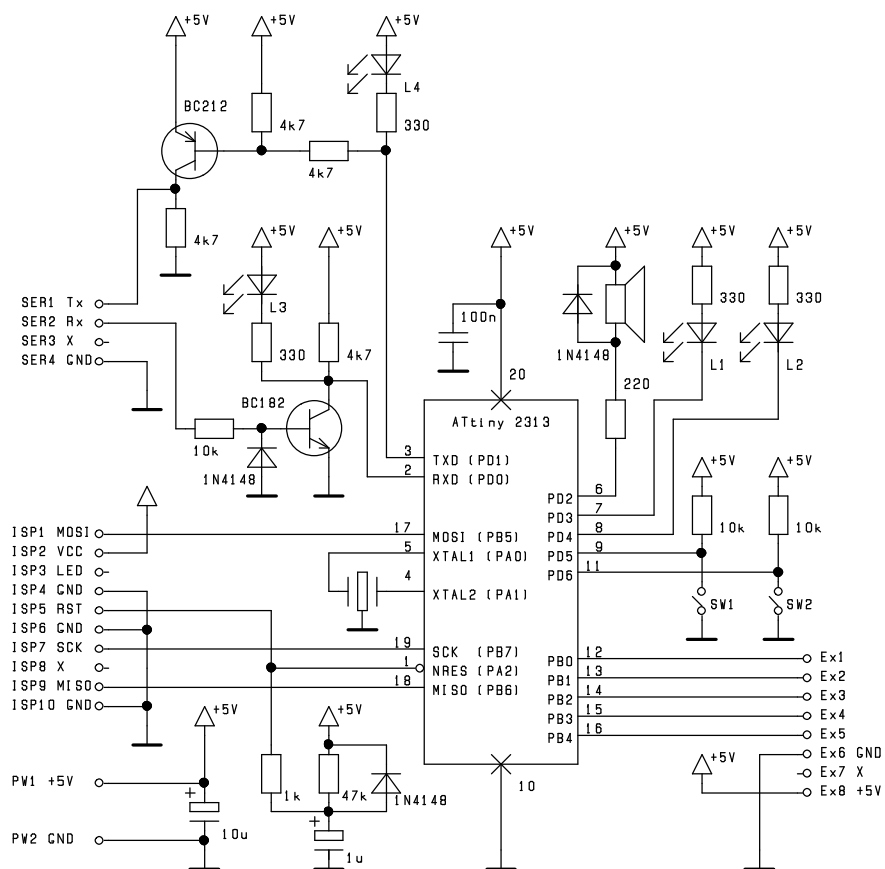 +5V
+5V
+5V
L4
BC212
4k7
330
4k7
4k7
+5V
+5V
+5V
+5V
+5V
+5V
SER1 Tx
SER2 Rx
SER3 X
SER4 GND
L3
330
4k7
100n
1N4148
330
330
L1
L2
20
220
BC182
10k
1N4148
ATtiny 2313
3
TXD (PD1)
2
RXD (PD0)
PD2
6
PD3
7
PD4
8
PD5
9
PD6
11
+5V
+5V
10k
10k
SW1
SW2
ISP1 MOSI
ISP2 VCC
ISP3 LED
ISP4 GND
ISP5 RST
ISP6 GND
ISP7 SCK
ISP8 X
ISP9 MISO
ISP10 GND
17
MOSI (PB5)
5
XTAL1 (PA0)
4
XTAL2 (PA1)
19
SCK (PB7)
1
NRES (PA2)
18
MISO (PB6)
PB0
12
PB1
13
PB2
14
PB3
15
PB4
16
Ex1
Ex2
Ex3
Ex4
Ex5
Ex6 GND
Ex7 X
Ex8 +5V
+5V
+5V
+5V
PW1 +5V
PW2 GND
+
10u
1k
47k
1N4148
+
1u
10